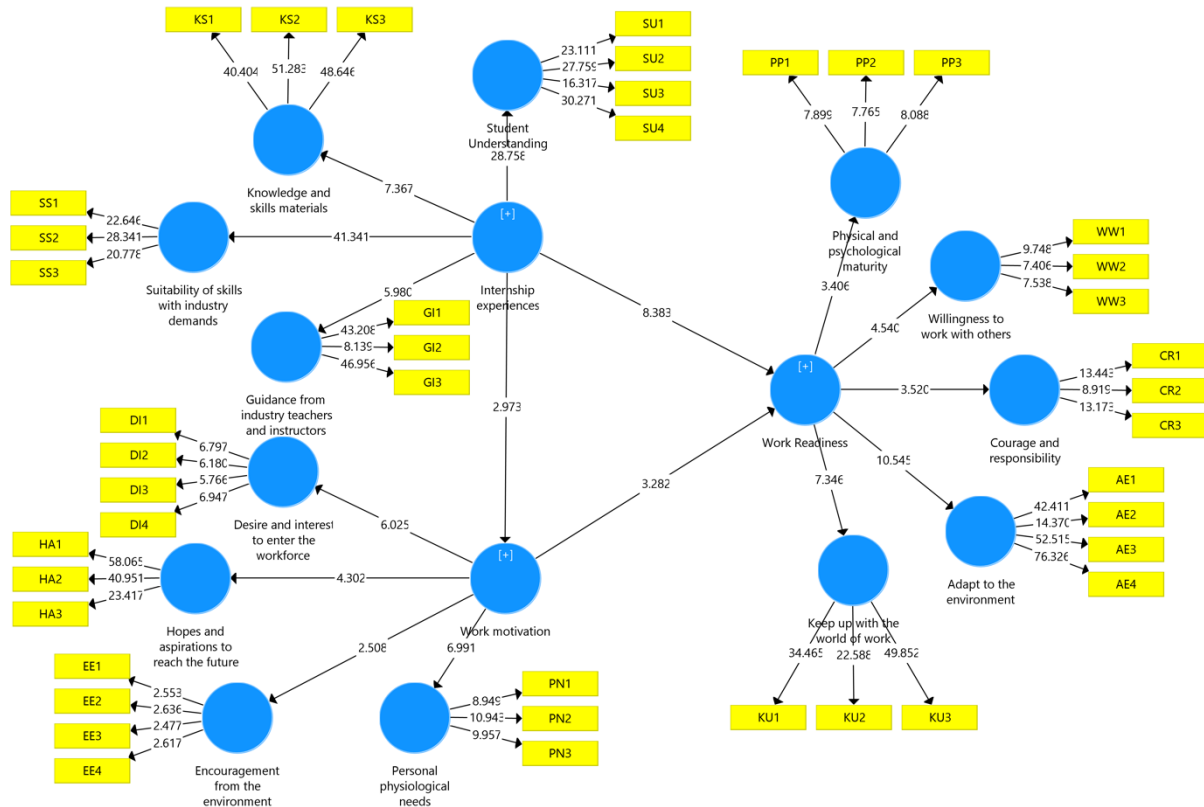 KS1
KS2
KS3
40.404
51.283
48.646
Knowledge and
skills materials
SU1
SU2
SU3
SU4
23.111
27.759
16.317
30.271
Student
Understanding
28.758
7.367
SS1
SS2
SS3
22.646
28.341
20.778
Suitability of skills
with industry
demands
41.341
[+]
Internship
experiences
5.980
GI1
GI2
GI3
43.208
8.139
46.956
Guidance from
industry teachers
and instructors
2.973
8.383
DI1
DI2
DI3
DI4
6.797
6.180
5.766
6.947
Desire and interest
to enter the
workforce
6.025
HA1
HA2
HA3
58.065
40.951
23.417
Hopes and
aspirations to
reach the future
4.302
[+]
Work motivation
3.282
EE1
EE2
EE3
EE4
2.553
2.636
2.477
2.617
Encouragement
from the
environment
2.508
6.991
PN1
PN2
PN3
8.949
10.943
9.957
Personal
physiological
needs
PP1
PP2
PP3
7.899
7.765
8.088
Physical and
psychological
maturity
3.406
WW1
WW2
WW3
9.748
7.406
7.538
Willingness to
work with others
4.540
[+]
Work Readiness
3.520
CR1
CR2
CR3
13.443
8.919
13.173
Courage and
responsibility
10.545
AE1
AE2
AE3
AE4
42.411
14.370
52.515
76.326
Adapt to the
environment
7.346
Keep up with the
world of work
34.465
22.588
49.852
KU1
KU2
KU3